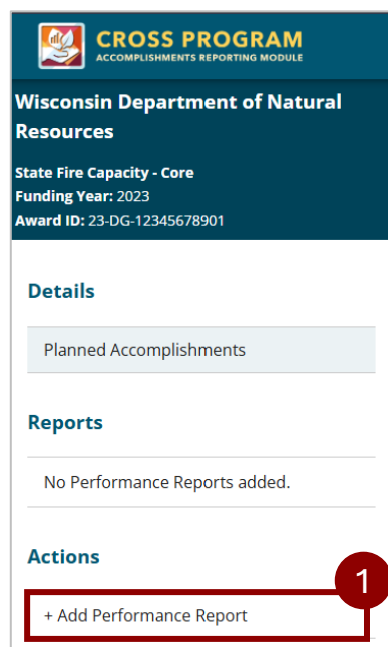 CROSS PROGRAM
ACCOMPLISHMENTS REPORTING MODULE
Wisconsin Department of Natural
Resources
State Fire Capacity - Core
Funding Year: 2023
Award ID: 23-DG-12345678901
Details
Planned Accomplishments
Reports
No Performance Reports added.
Actions
1
+ Add Performance Report